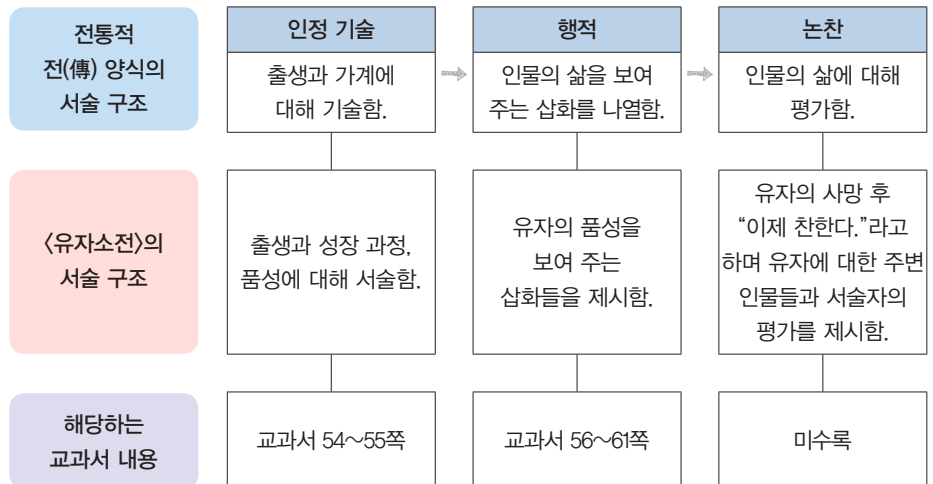 전통적
전(傳) 양식의
서술 구조
인정 기술
출생과 가계에
대해 기술함.
행적
인물의 삶을 보여
주는 삽화를 나열함.
논찬
인물의 삶에 대해
평가함.
〈유자소전〉의
서술 구조
출생과 성장 과정,
품성에 대해 서술함.
유자의 품성을
보여 주는
삽화들을 제시함.
유자의 사망 후
“이제 찬한다.”라고
하며 유자에 대한 주변
인물들과 서술자의
평가를 제시함.
해당하는
교과서 내용
교과서 54～55쪽
교과서 56～61쪽
미수록